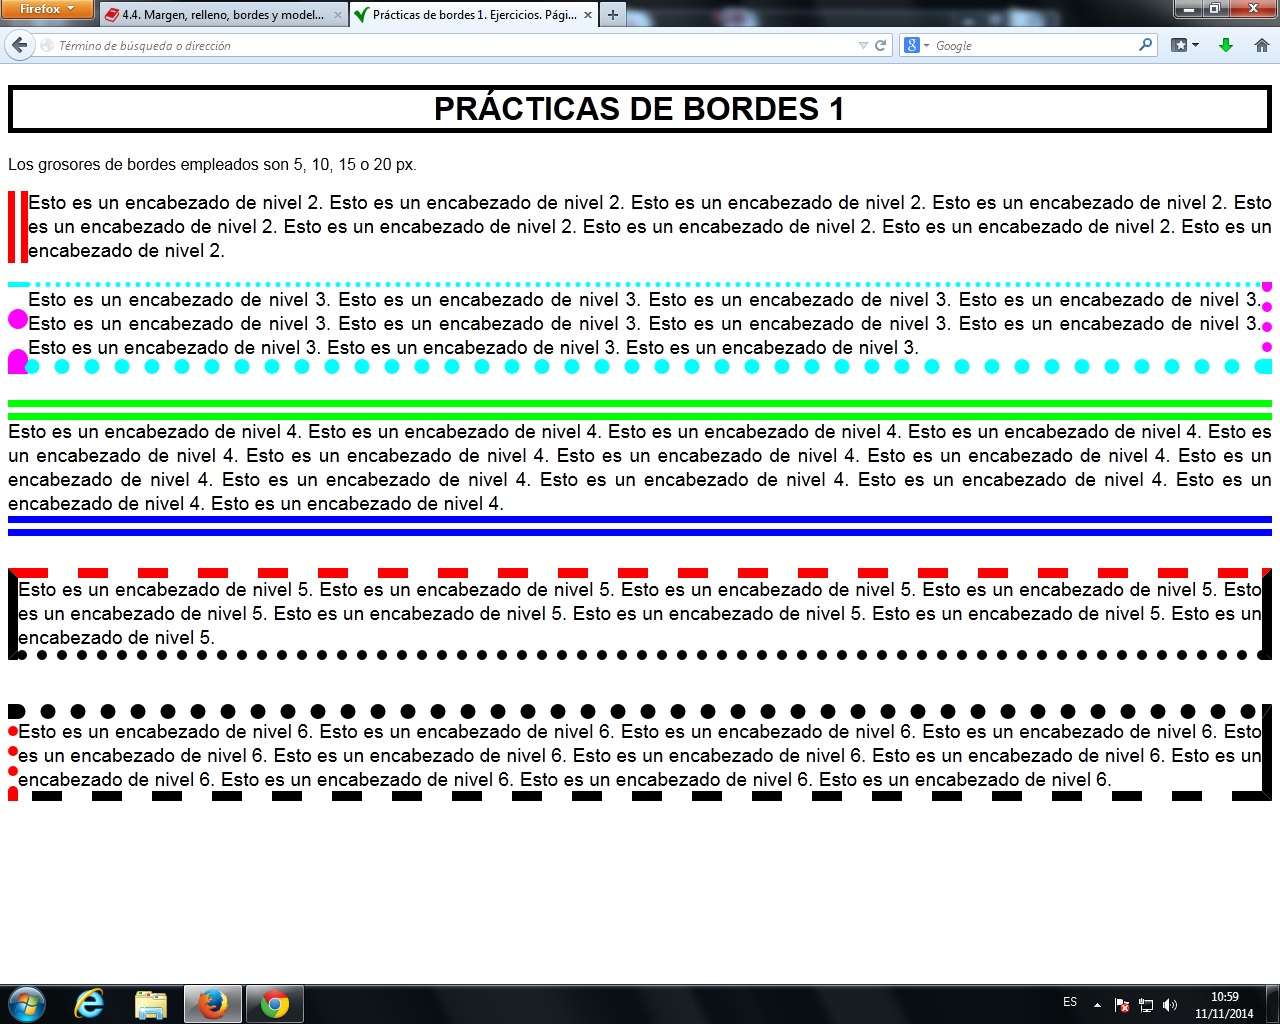 Firefox
4.4. Margen, relleno, bordes y model...
Prácticas de bordes 1. Ejercicios. Pági...
Término de búsqueda o dirección
Google
PRÁCTICAS DE BORDES 1
Los grosores de bordes empleados son 5, 10, 15 o 20 px.
Esto es un encabezado de nivel 2. Esto es un encabezado de nivel 2. Esto es un encabezado de nivel 2. Esto es un encabezado de nivel 2. Esto
es un encabezado de nivel 2. Esto es un encabezado de nivel 2. Esto es un encabezado de nivel 2. Esto es un encabezado de nivel 2. Esto es un
encabezado de nivel 2.
Esto es un encabezado de nivel 3. Esto es un encabezado de nivel 3. Esto es un encabezado de nivel 3. Esto es un encabezado de nivel 3.
Esto es un encabezado de nivel 3. Esto es un encabezado de nivel 3. Esto es un encabezado de nivel 3. Esto es un encabezado de nivel 3.
Esto es un encabezado de nivel 3. Esto es un encabezado de nivel 3. Esto es un encabezado de nivel 3.
Esto es un encabezado de nivel 4. Esto es un encabezado de nivel 4. Esto es un encabezado de nivel 4. Esto es un encabezado de nivel 4. Esto es
un encabezado de nivel 4. Esto es un encabezado de nivel 4. Esto es un encabezado de nivel 4. Esto es un encabezado de nivel 4. Esto es un
encabezado de nivel 4. Esto es un encabezado de nivel 4. Esto es un encabezado de nivel 4. Esto es un encabezado de nivel 4. Esto es un
encabezado de nivel 4. Esto es un encabezado de nivel 4.
Esto es un encabezado de nivel 5. Esto es un encabezado de nivel 5. Esto es un encabezado de nivel 5. Esto es un encabezado de nivel 5. Esto
es un encabezado de nivel 5. Esto es un encabezado de nivel 5. Esto es un encabezado de nivel 5. Esto es un encabezado de nivel 5. Esto es un
encabezado de nivel 5.
Esto es un encabezado de nivel 6. Esto es un encabezado de nivel 6. Esto es un encabezado de nivel 6. Esto es un encabezado de nivel 6. Esto
es un encabezado de nivel 6. Esto es un encabezado de nivel 6. Esto es un encabezado de nivel 6. Esto es un encabezado de nivel 6. Esto es un
encabezado de nivel 6. Esto es un encabezado de nivel 6. Esto es un encabezado de nivel 6. Esto es un encabezado de nivel 6.
ES
10:59
11/11/2014